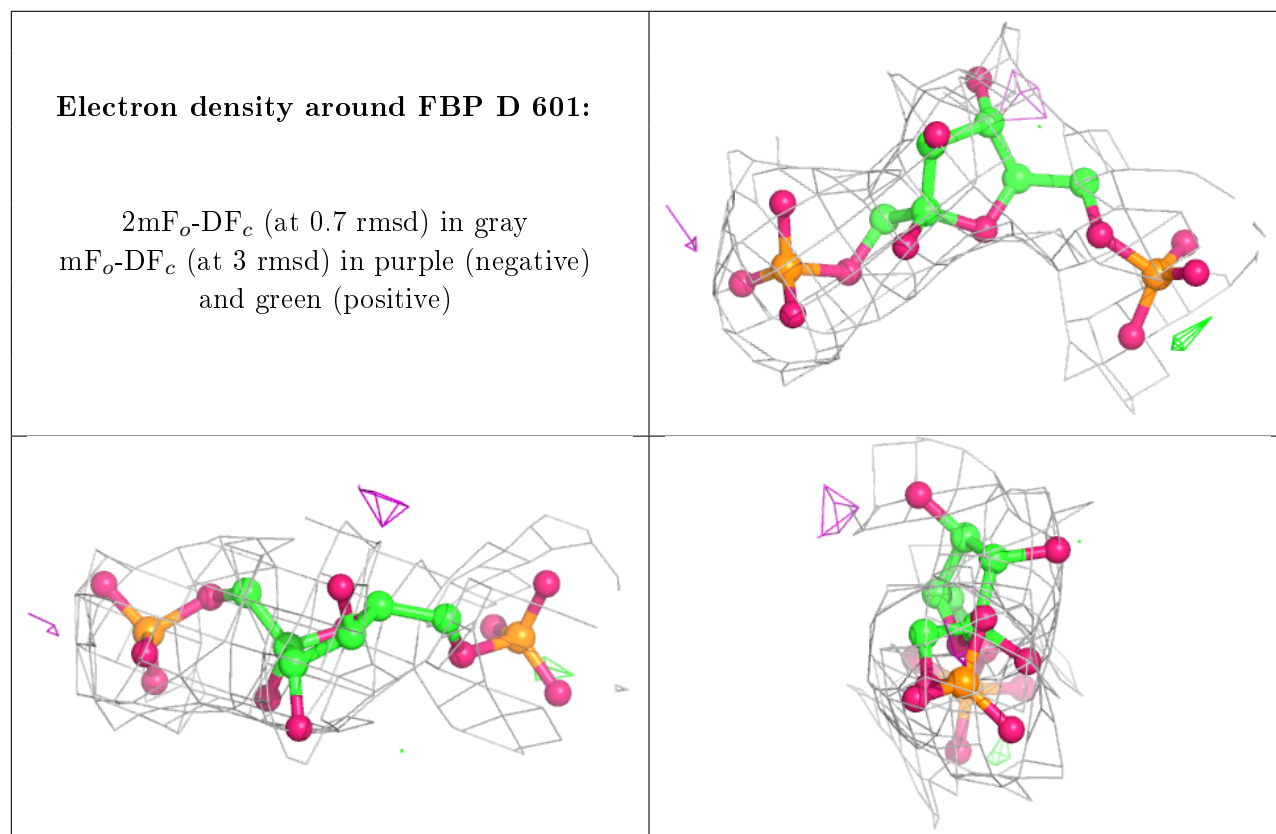 Electron density around FBP D 601:
2mFo-DFc (at 0.7 rmsd) in gray
mFo-DFc (at 3 rmsd) in purple (negative)
and green (positive)